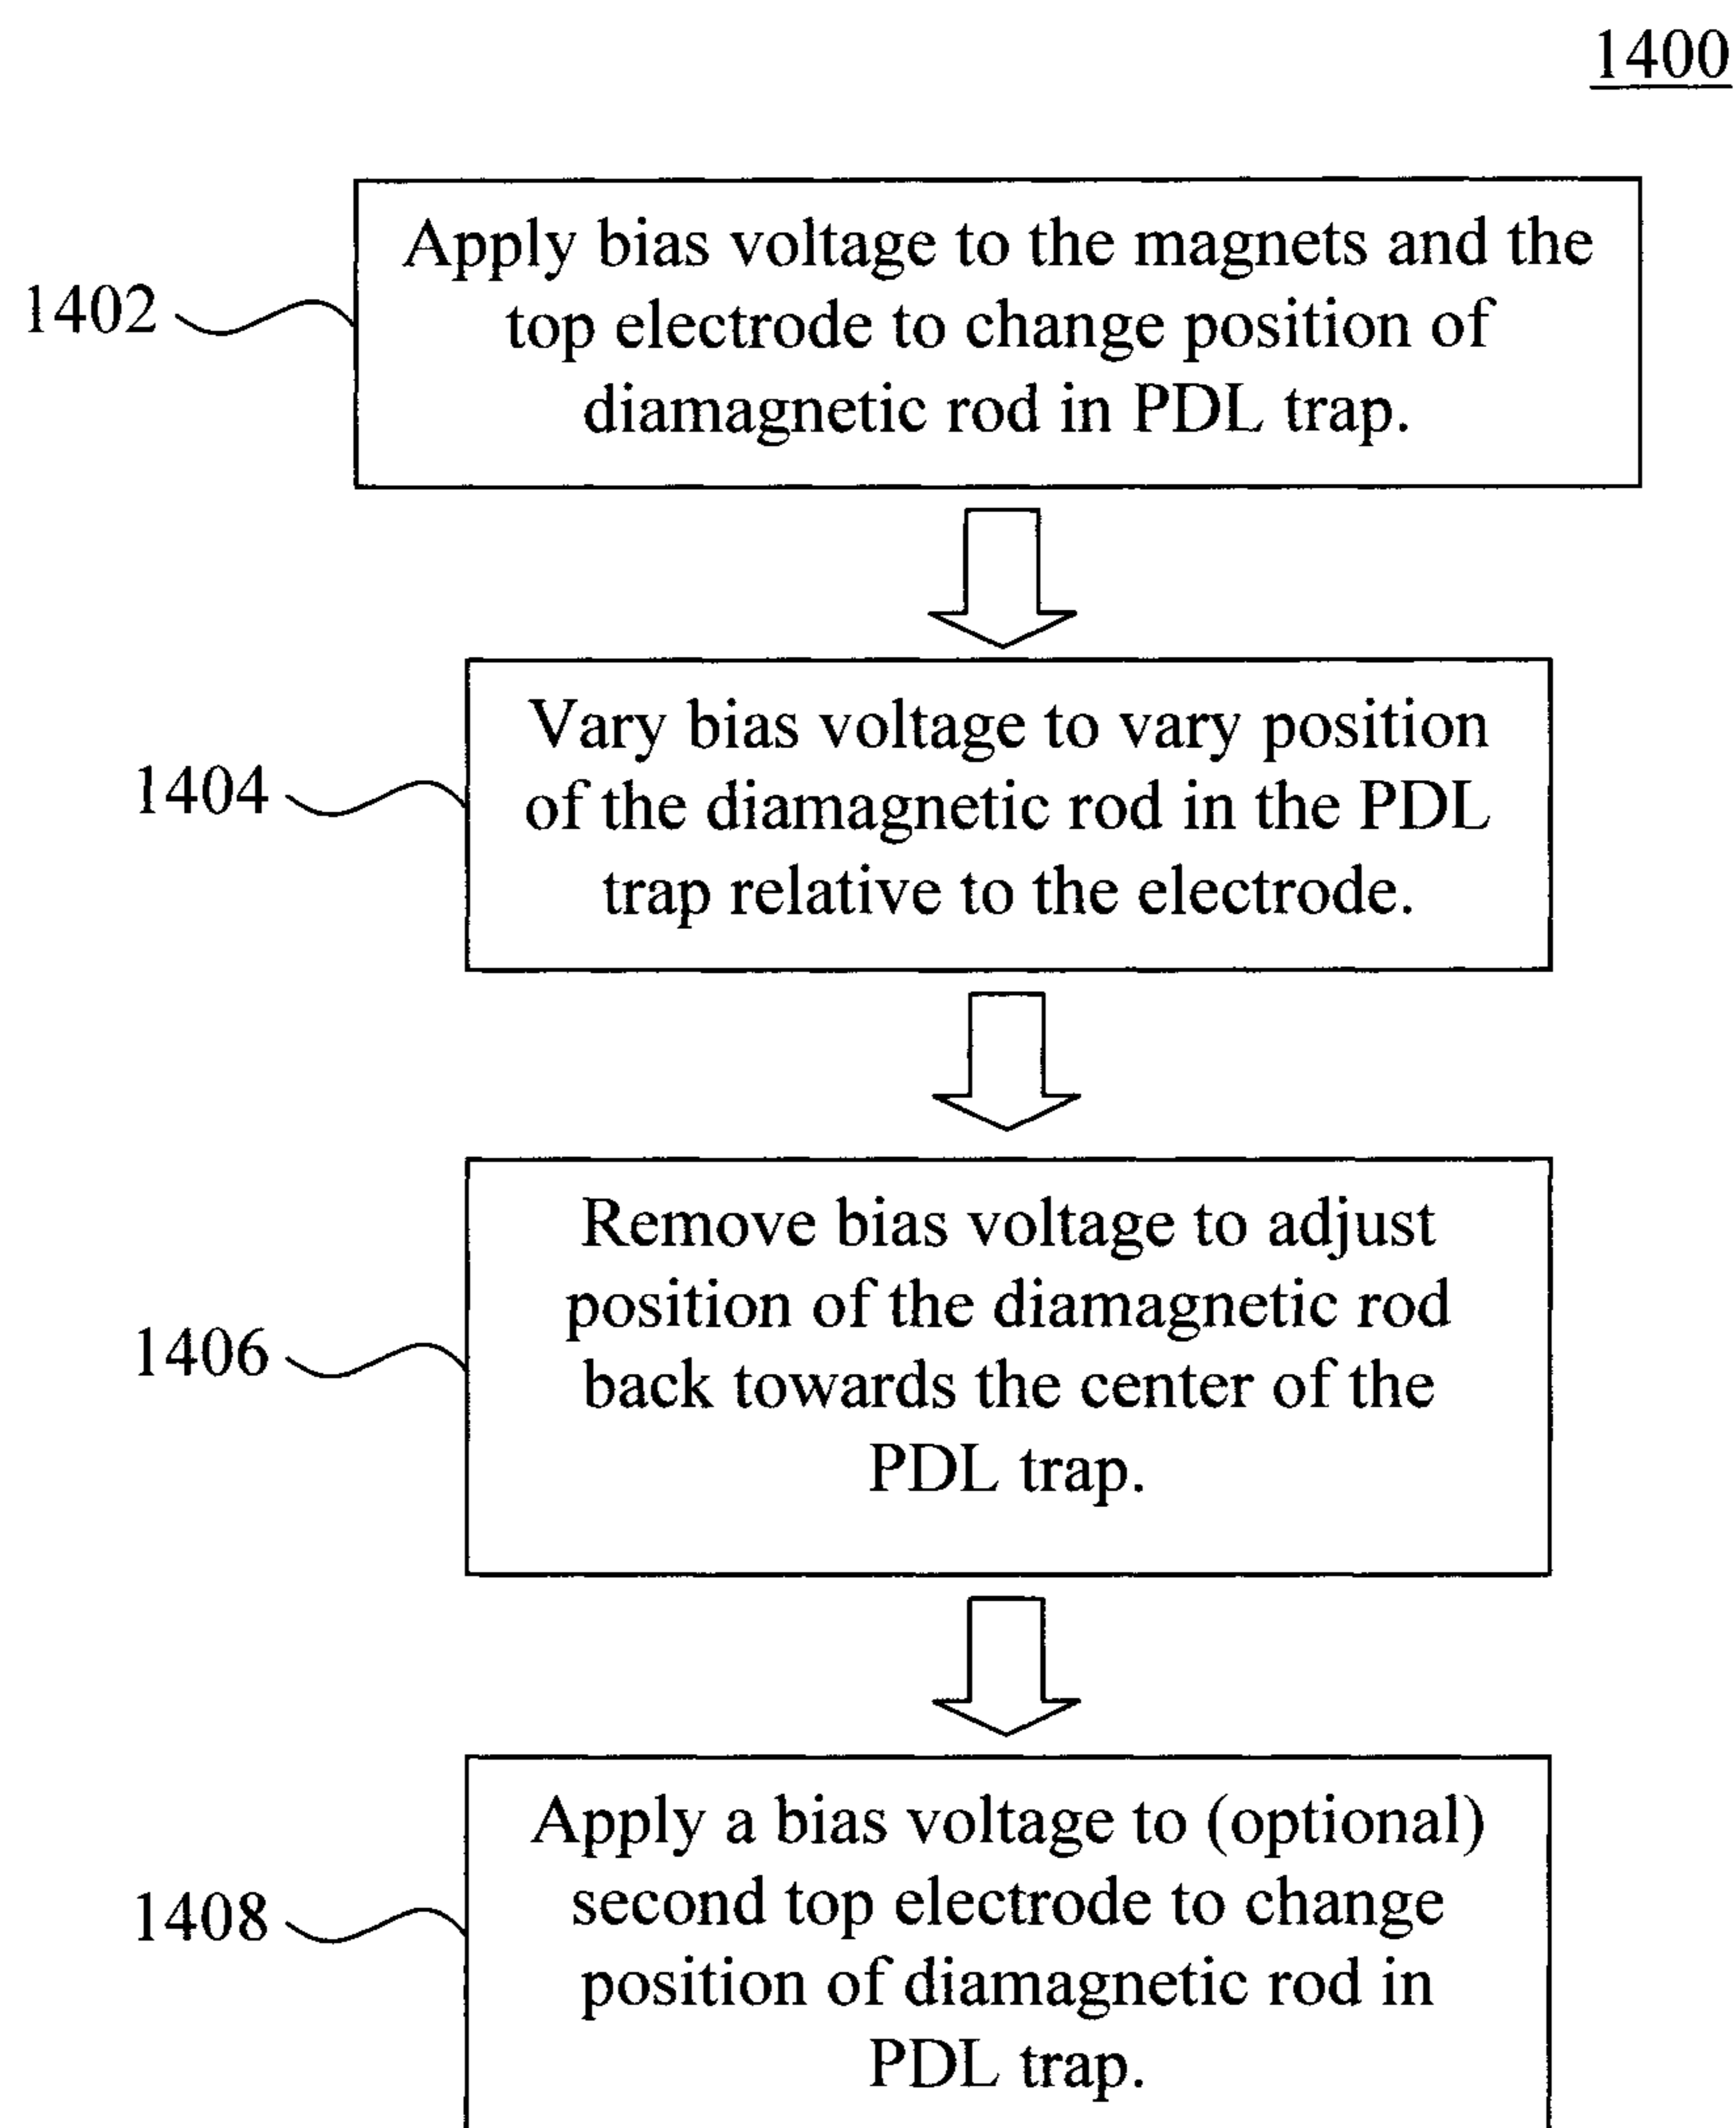 1400
Apply bias voltage to the magnets and the
top electrode to change position of
diamagnetic rod in PDL trap.
1402
Vary bias voltage to vary position
of the diamagnetic rod in the PDL
trap relative to the electrode.
1404
Remove bias voltage to adjust
position of the diamagnetic rod
back towards the center of the
PDL trap.
1406
Apply a bias voltage to (optional)
second top electrode to change
position of diamagnetic rod in
PDL trap.
1408